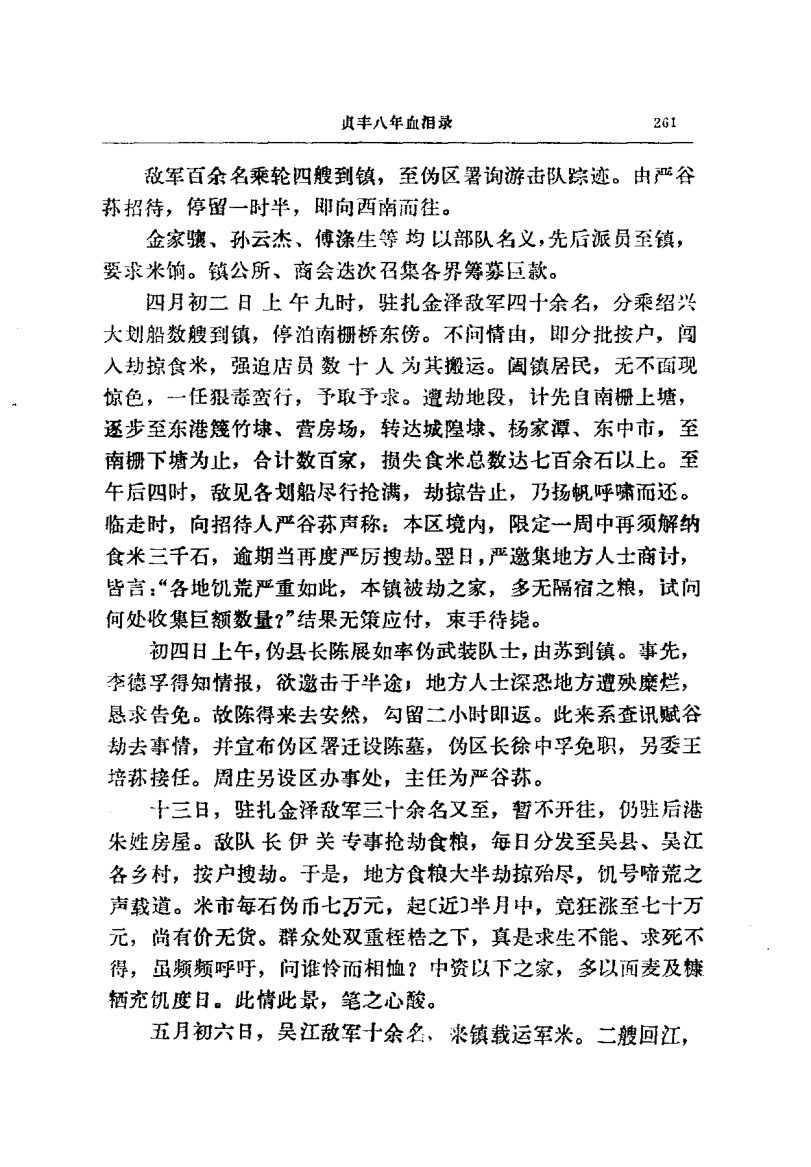 贞丰八年血泪录 261
敌军百余名乘轮四艘到镇，至伪区署询游击队踪迹。由严谷
荪招待，停留一时半，即向西南而往。
金家骧、孙云杰、傅涤生等均以部队名义，先后派员至镇，
要求米饷。镇公所、商会迭次召集各界筹募巨款。
四月初二日上午九时，驻扎金泽敌军四十余名，分乘绍兴
大划船数艘到镇，停泊南栅桥东傍。不问情由，即分批按户，闯
入劫掠食米，强迫店员数十人为其搬运。阖镇居民，无不面现
惊色，一任狠毒蛮行，予取予求。遭劫地段，计先自南栅上塘，
逐步至东港篾竹埭、营房场，转达城隍埭、杨家潭、东中市，至
南栅下塘为止，合计数百家，损失食米总数达七百余石以上。至
午后四时，敌见各划船尽行抢满，劫掠告止，乃扬帆呼啸而还。
临走时，向招待人严谷荪声称：本区境内，限定一周中再须解纳
食米三千石，逾期当再度严厉搜劫。翌日，严邀集地方人士商讨，
皆言：“各地饥荒严重如此，本镇被劫之家，多无隔宿之粮，试问
何处收集巨额数量？”结果无策应付，束手待毙。
初四日上午，伪县长陈展如率伪武装队士，由苏到镇。事先，
李德孚得知情报，欲邀击于半途；地方人士深恐地方遭殃糜烂，
恳求告免。故陈得来去安然，勾留二小时即返。此来系查讯赋谷
劫去事情，并宣布伪区署迁设陈墓，伪区长徐中孚免职，另委王
培荪接任。周庄另设区办事处，主任为严谷荪。
十三日，驻扎金泽敌军三十余名又至，暂不开往，仍驻后港
朱姓房屋。敌队长伊关专事抢劫食粮，每日分发至吴县、吴江
各乡村，按户搜劫。于是，地方食粮大半劫掠殆尽，饥号啼荒之
声载道。米市每石伪币七万元，起〔近〕半月中，竟狂涨至七十万
元，尚有价无货。群众处双重桎梏之下，真是求生不能、求死不
得，虽频频呼吁，问谁怜而相恤？中资以下之家，多以面麦及糠
粞充饥度日。此情此景，笔之心酸。
五月初六日，吴江敌军十余名，来镇载运军米。二艘回江，